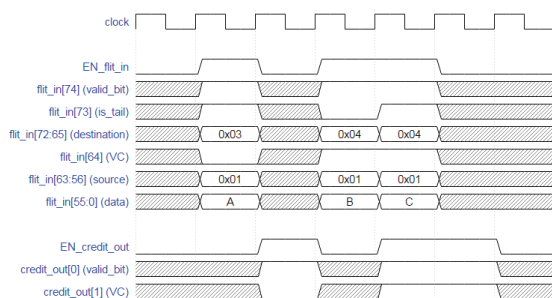 clock
EN_flit_in
flit_in[74] (valid_bit)
flit_in[73] (is_tail)
flit_in[72:65] (destination) 0x03 0x04 0x04
flit_in[64] (VC)
flit_in[63:56] (source) 0x01 0x01 0x01
flit_in[55:0] (data) A B C
EN_credit_out
credit_out[0] (valid_bit)
credit_out[1] (VC)